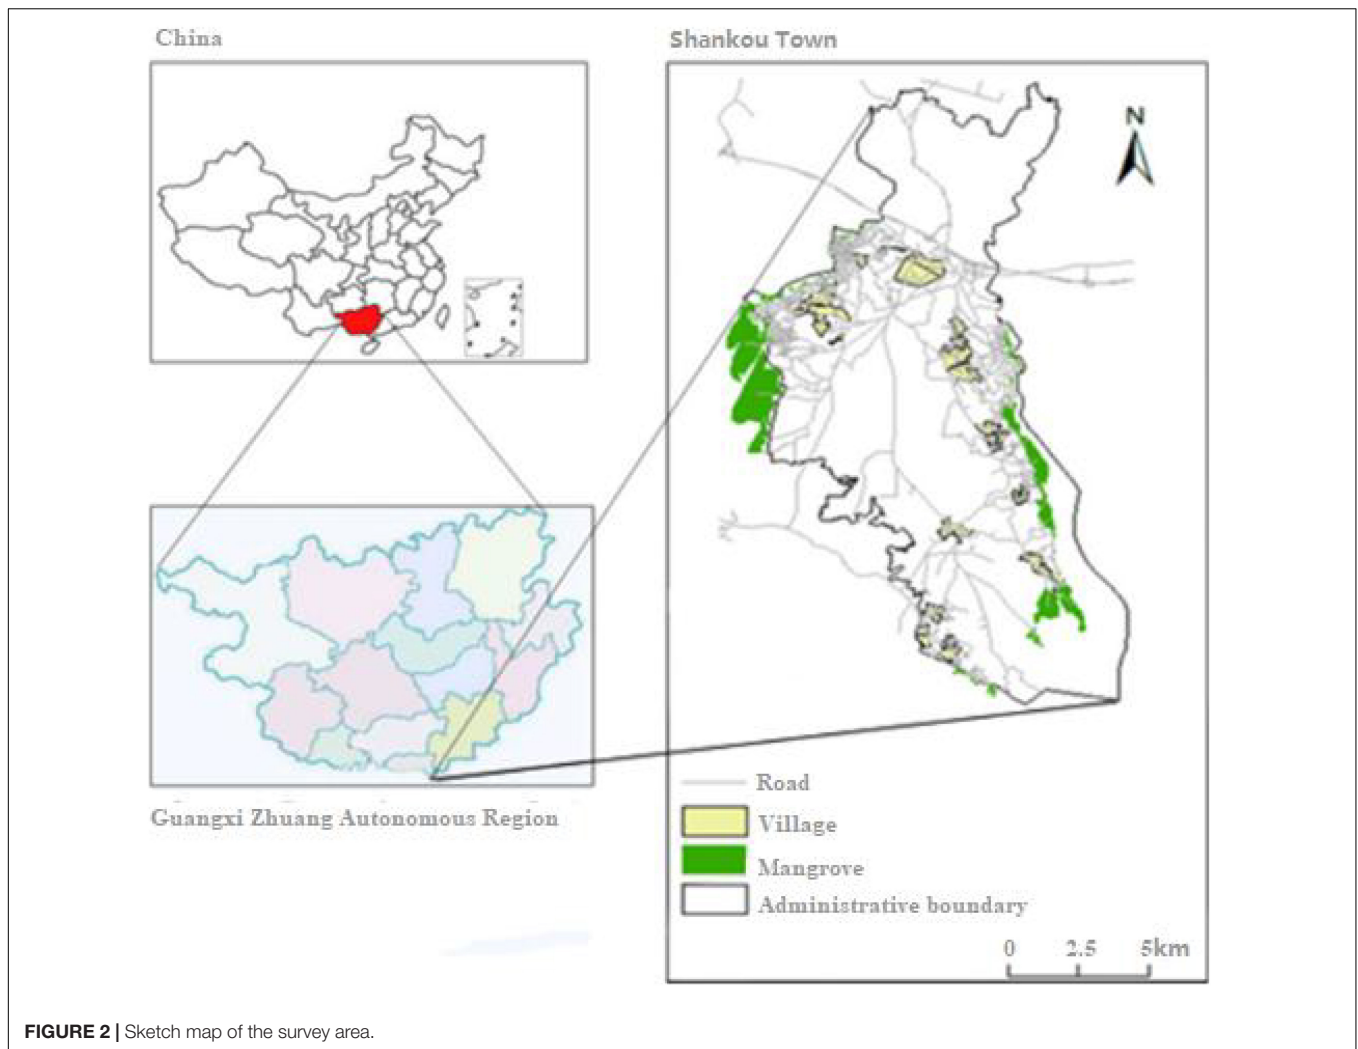 China
Shankou Town
N
Guangxi Zhuang Autonomous Region
Road
Village
Mangrove
Administrative boundary
0 2.5 5km
FIGURE 2 | Sketch map of the survey area.